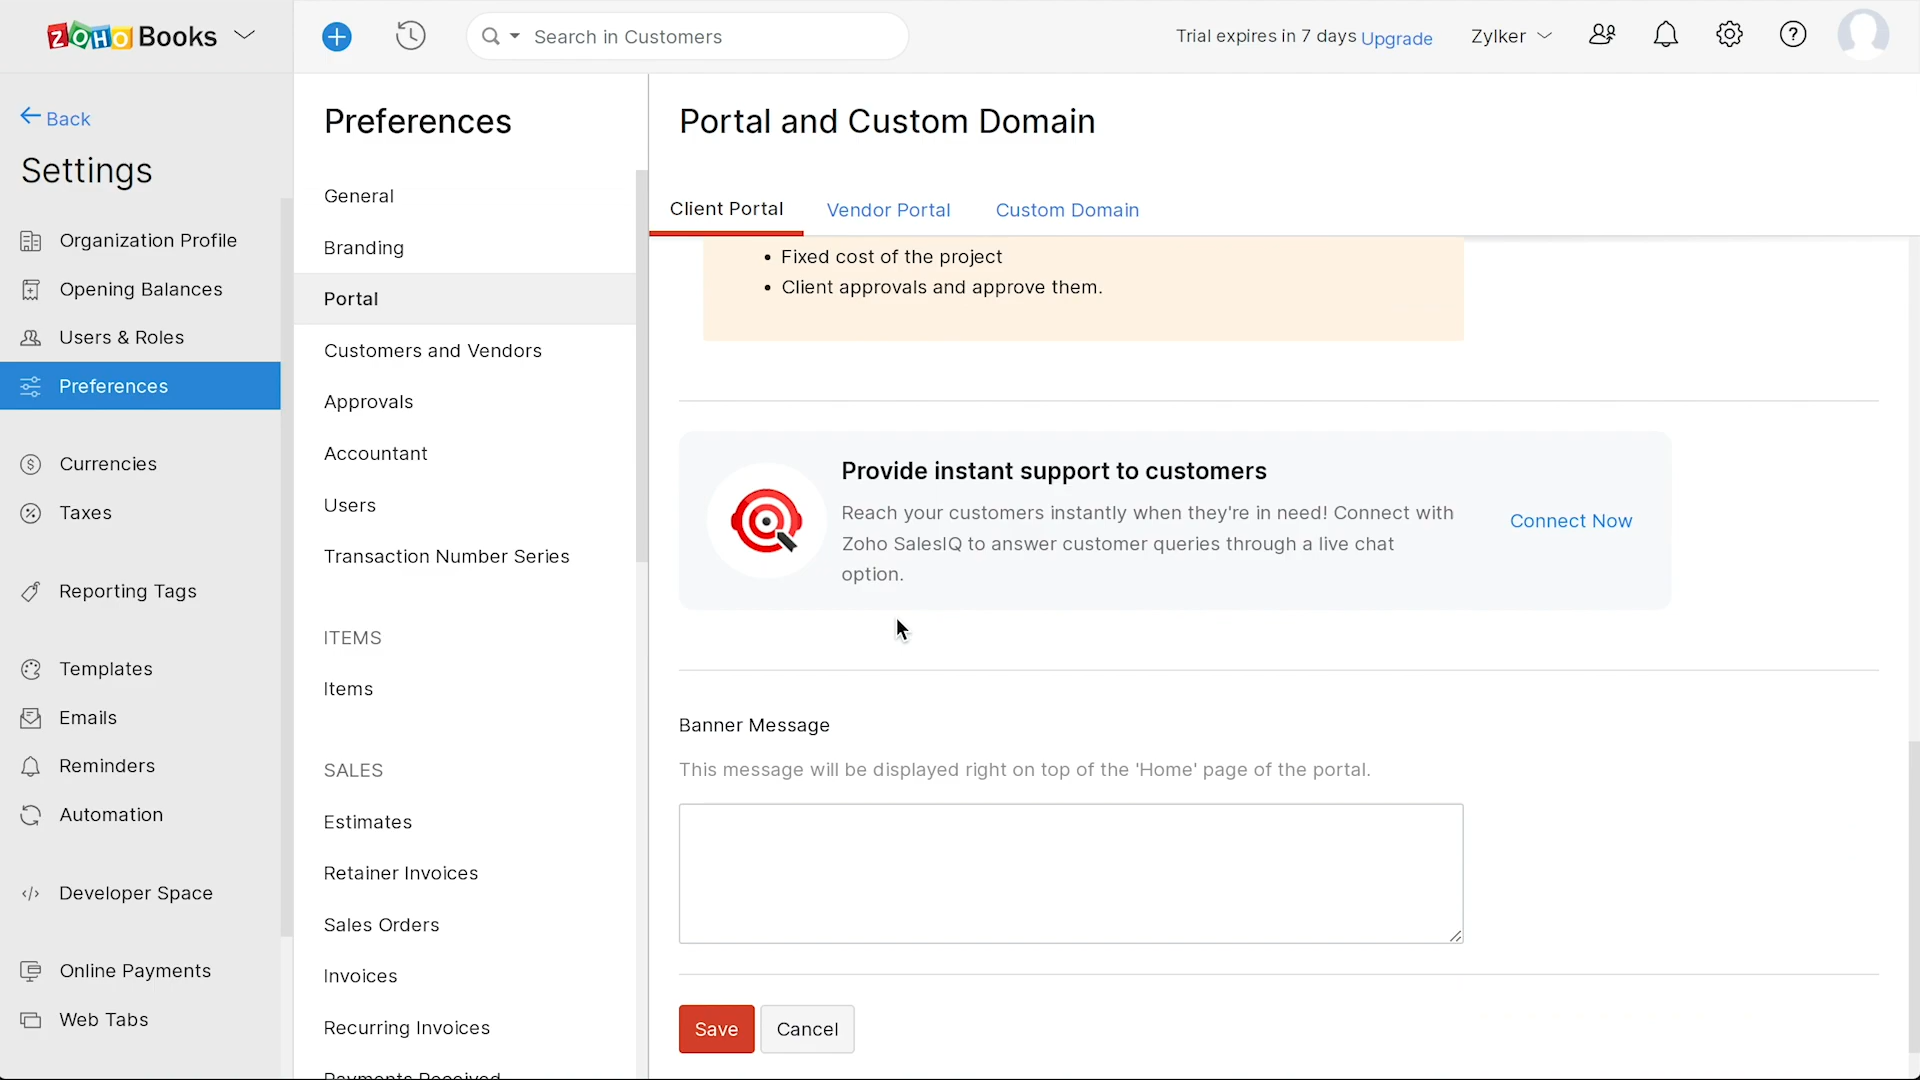 ZOHO Books
Search in Customers
Trial expires in 7 days Upgrade
Zylker
Back
Settings
Organization Profile
Opening Balances
Users & Roles
Preferences
Currencies
Taxes
Reporting Tags
Templates
Emails
Reminders
Automation
Developer Space
Online Payments
Web Tabs
Preferences
General
Branding
Portal
Customers and Vendors
Approvals
Accountant
Users
Transaction Number Series
ITEMS
Items
SALES
Estimates
Retainer Invoices
Sales Orders
Invoices
Recurring Invoices
Payments Received
Portal and Custom Domain
Client Portal
Vendor Portal
Custom Domain
• Fixed cost of the project
• Client approvals and approve them.
Provide instant support to customers
Reach your customers instantly when they're in need! Connect with
Zoho SalesIQ to answer customer queries through a live chat
option.
Connect Now
Banner Message
This message will be displayed right on top of the 'Home' page of the portal.
Save
Cancel